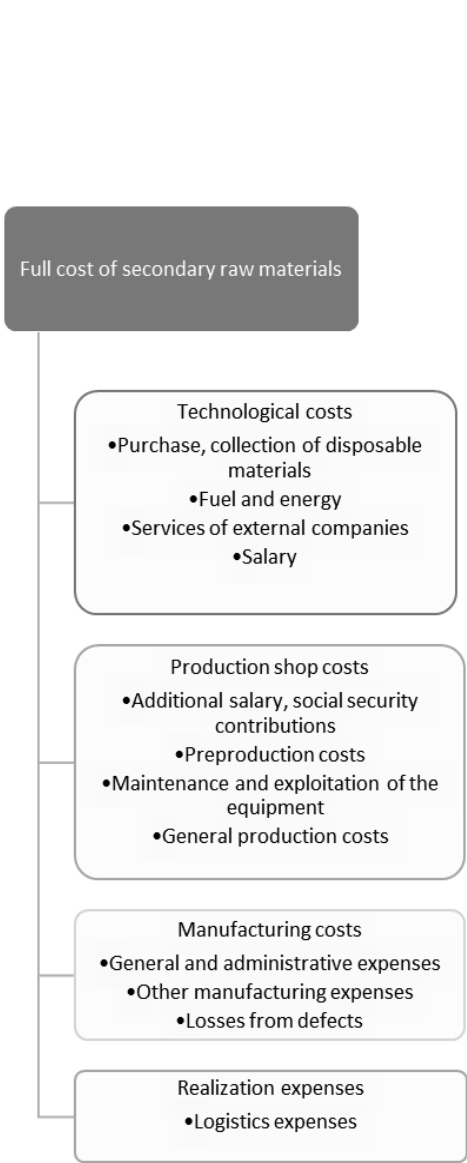 Full cost of secondary raw materials
Technological costs
•Purchase, collection of disposable
materials
•Fuel and energy
•Services of external companies
•Salary
Production shop costs
•Additional salary, social security
contributions
•Preproduction costs
•Maintenance and exploitation of the
equipment
•General production costs
Manufacturing costs
•General and administrative expenses
•Other manufacturing expenses
•Losses from defects
Realization expenses
•Logistics expenses